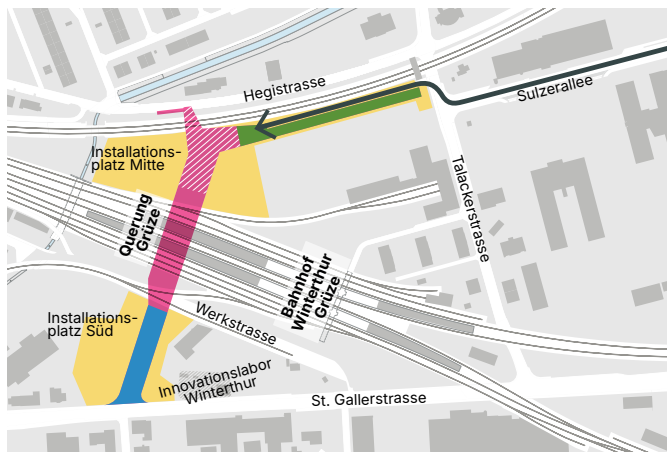 Hegistrasse
Sulzerallee
Installations-
platz Mitte
Talackerstrasse
Querung
Grüze
Bahnhof
Winterthur
Grüze
Installations-
platz Süd
Werkstrasse
Innovationslabor
Winterthur
St. Gallerstrasse